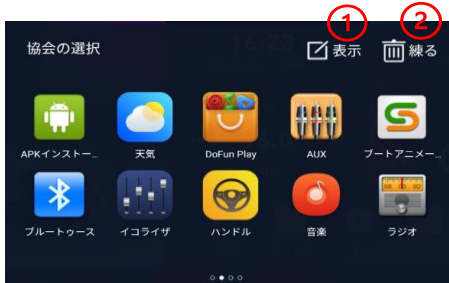 ① ②
協会の選択 表示 練る
APKインストー… 天気 DoFun Play AUX ブートアニメー…
ブルートゥース イコライザ ハンドル 音楽 ラジオ